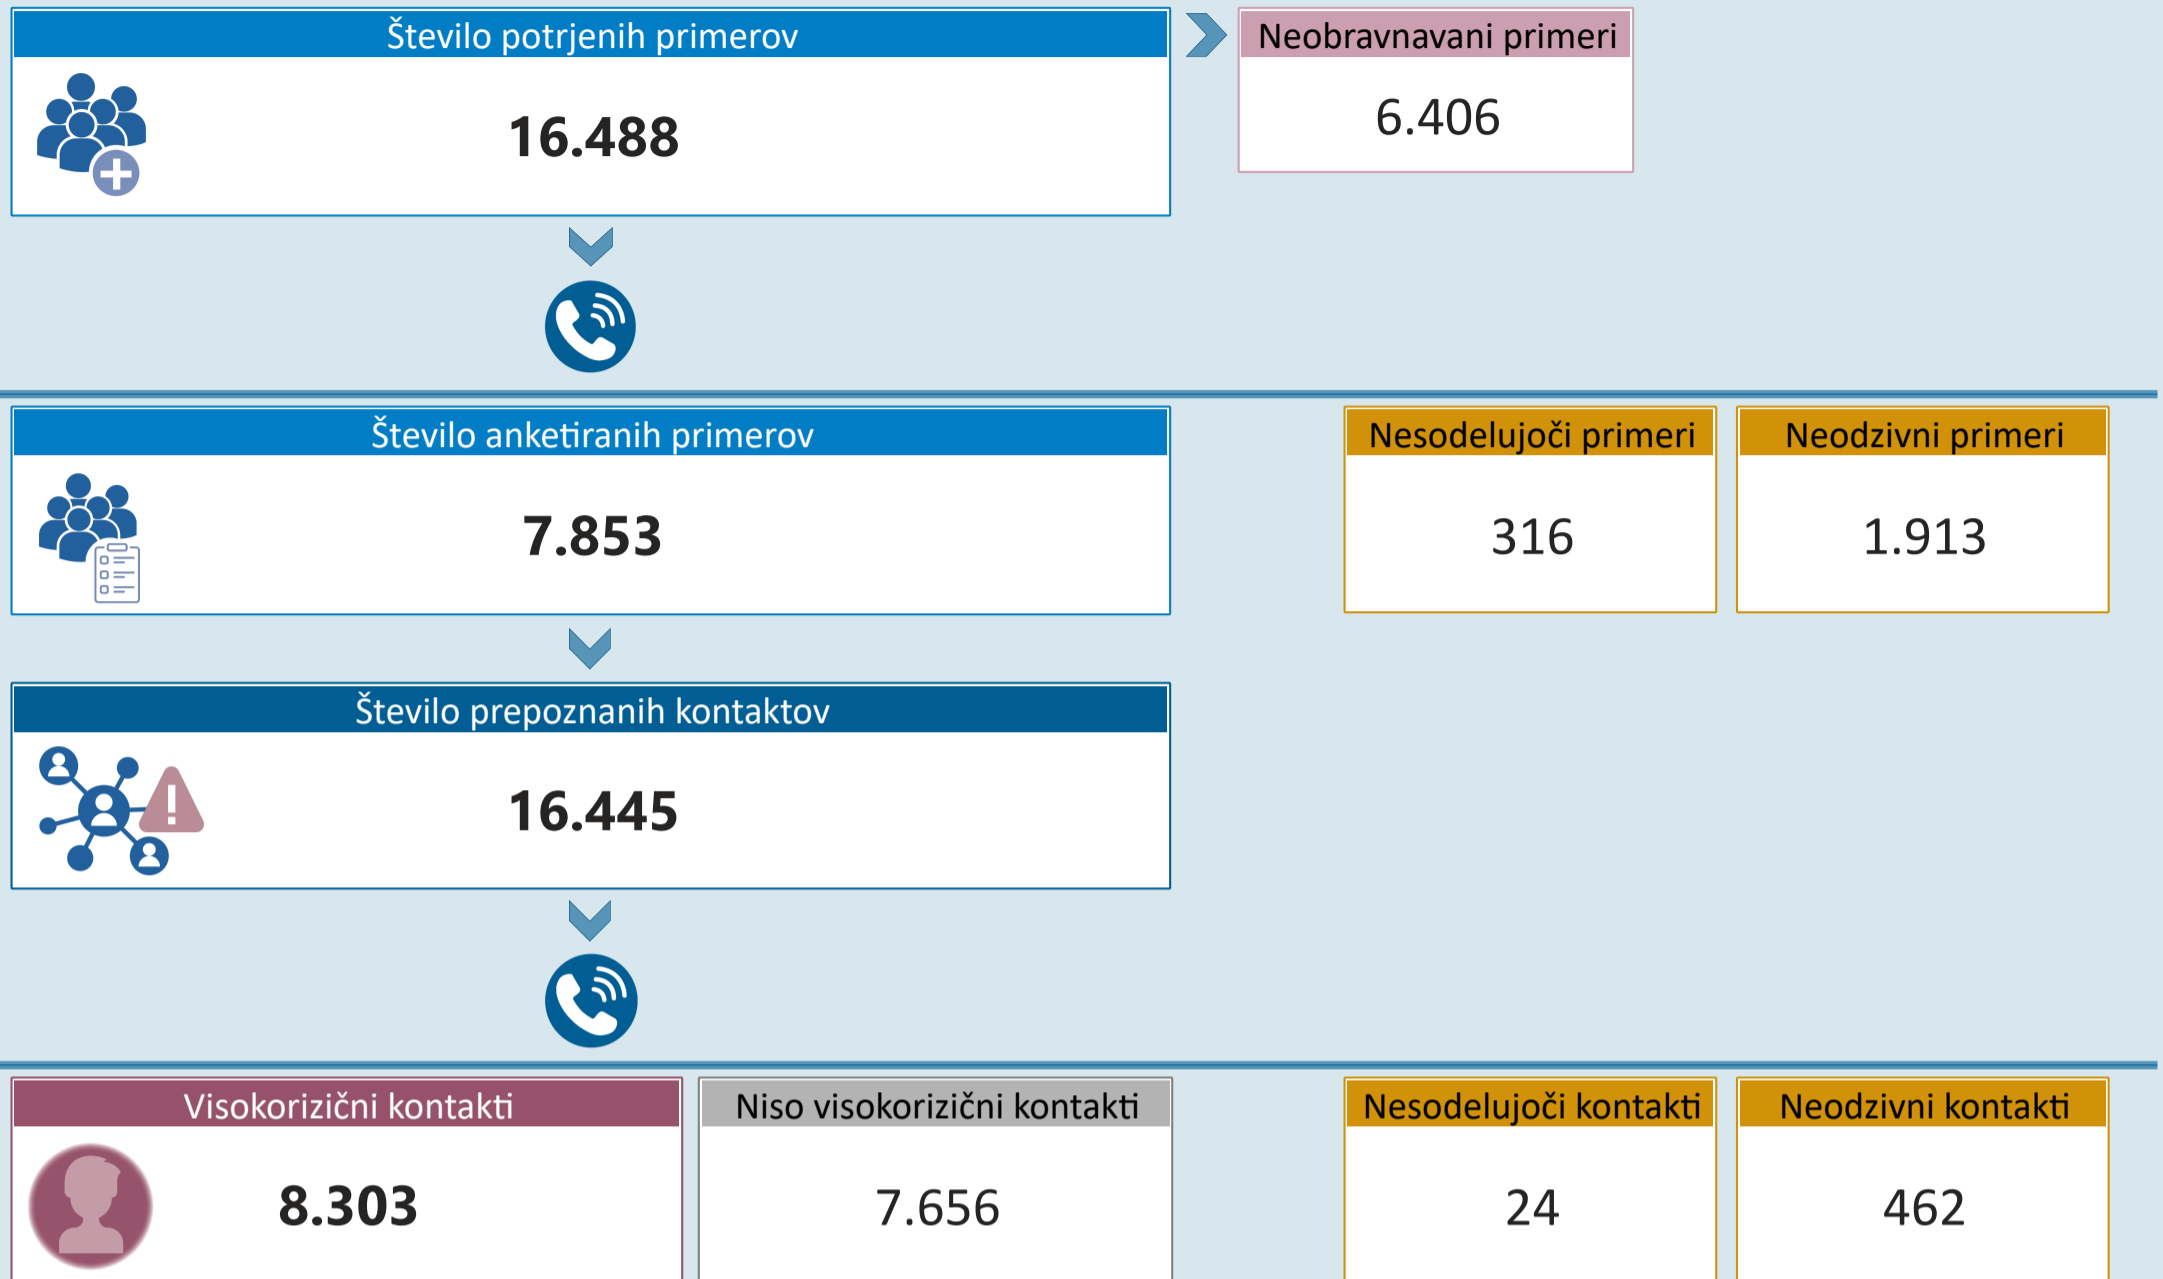 Število potrjenih primerov
Neobravnavani primeri
16.488
6.406
Število anketiranih primerov
Nesodelujoči primeri
Neodzivni primeri
7.853
316
1.913
Število prepoznanih kontaktov
16.445
Visokorizični kontakti
Niso visokorizični kontakti
Nesodelujoči kontakti
Neodzivni kontakti
8.303
7.656
24
462